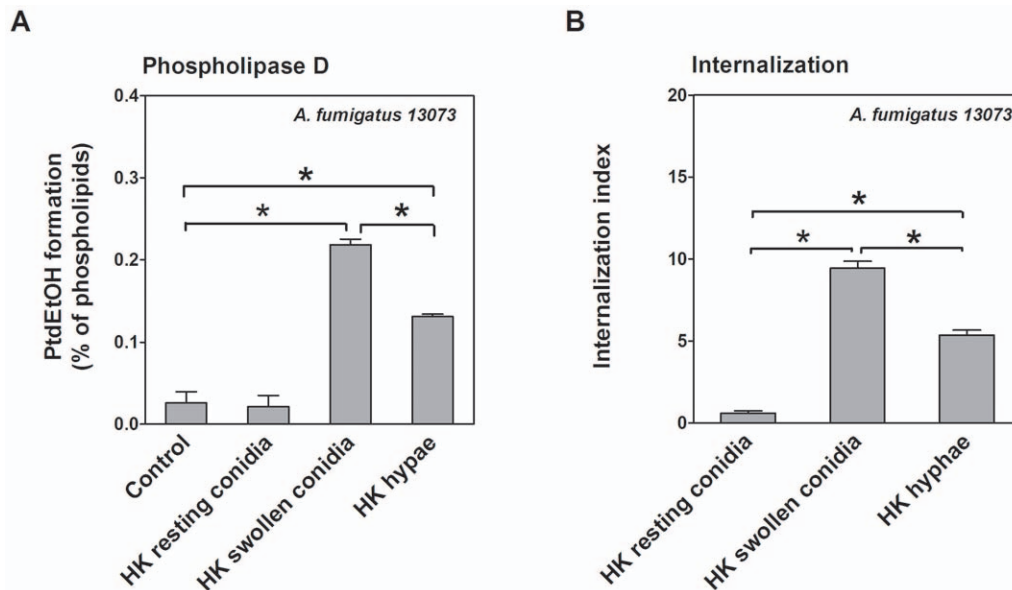 A
Phospholipase D
A. fumigatus 13073
PtdEtOH formation
(% of phospholipids)
0.4
0.3
0.2
0.1
0.0
*
*
*
Control
HK resting conidia
HK swollen conidia
HK hypae
B
Internalization
A. fumigatus 13073
Internalization index
20
15
10
5
0
*
*
*
HK resting conidia
HK swollen conidia
HK hyphae